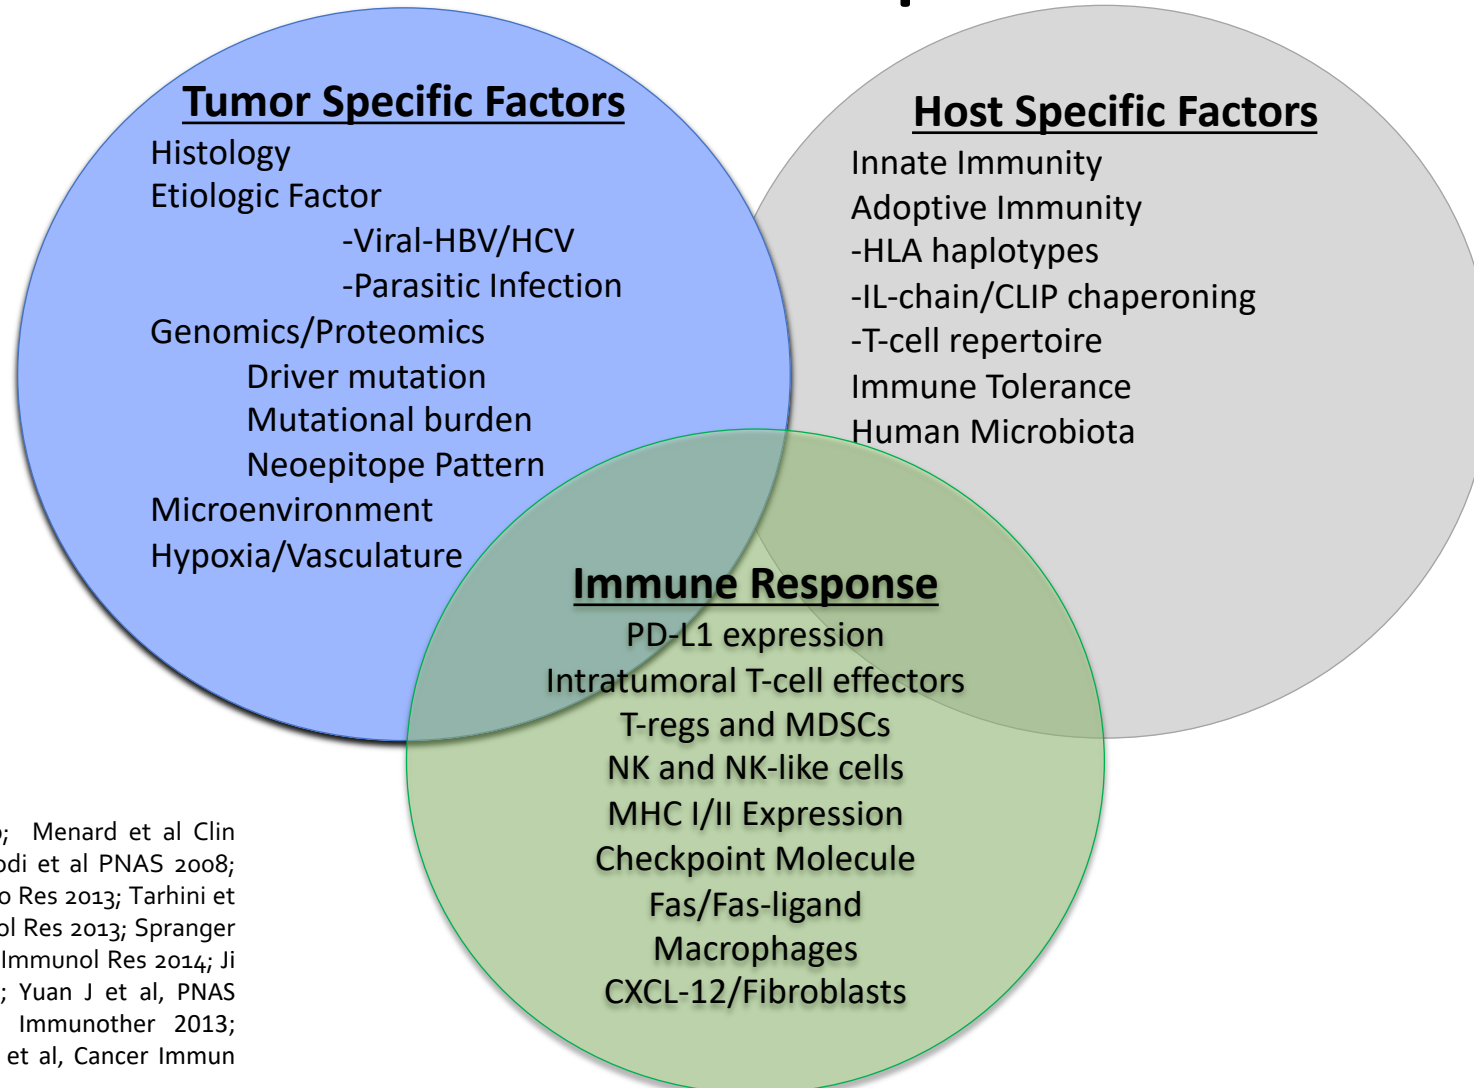 Tumor Specific Factors
Histology
Etiologic Factor
-Viral-HBV/HCV
-Parasitic Infection
Genomics/Proteomics
Driver mutation
Mutational burden
Neoepitope Pattern
Microenvironment
Hypoxia/Vasculature
Host Specific Factors
Innate Immunity
Adoptive Immunity
-HLA haplotypes
-IL-chain/CLIP chaperoning
-T-cell repertoire
Immune Tolerance
Human Microbiota
Immune Response
PD-L1 expression
Intratumoral T-cell effectors
T-regs and MDSCs
NK and NK-like cells
MHC I/II Expression
Checkpoint Molecule
Fas/Fas-ligand
Macrophages
CXCL-12/Fibroblasts
; Menard et al Clin
odi et al PNAS 2008;
o Res 2013; Tarhini et
ol Res 2013; Spranger
Immunol Res 2014; Ji
; Yuan J et al, PNAS
Immunother 2013;
et al, Cancer Immun